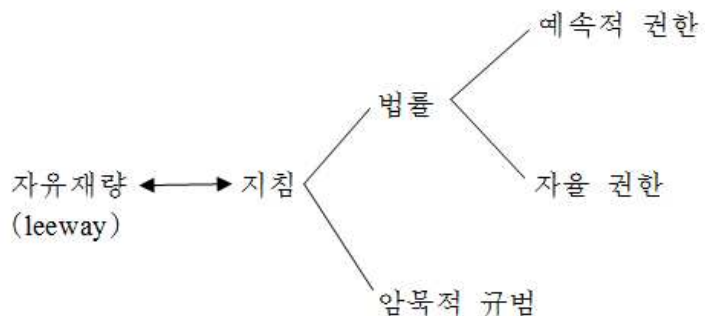 예속적 권한
법률
자유재량
지침
자율 권한
(leeway)
암묵적 규범